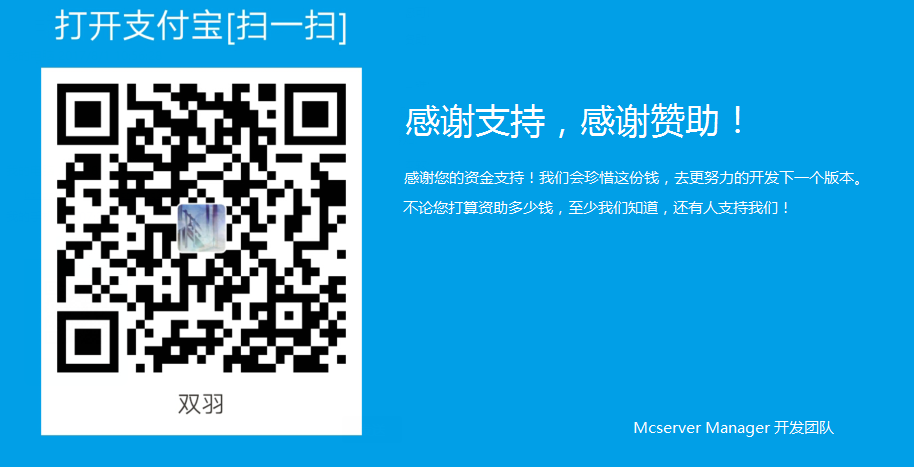 打开支付宝[扫一扫]
双羽
感谢支持，感谢赞助！
感谢您的资金支持！我们会珍惜这份钱，去更努力的开发下一个版本。
不论您打算资助多少钱，至少我们知道，还有人支持我们！
Mcserver Manager 开发团队